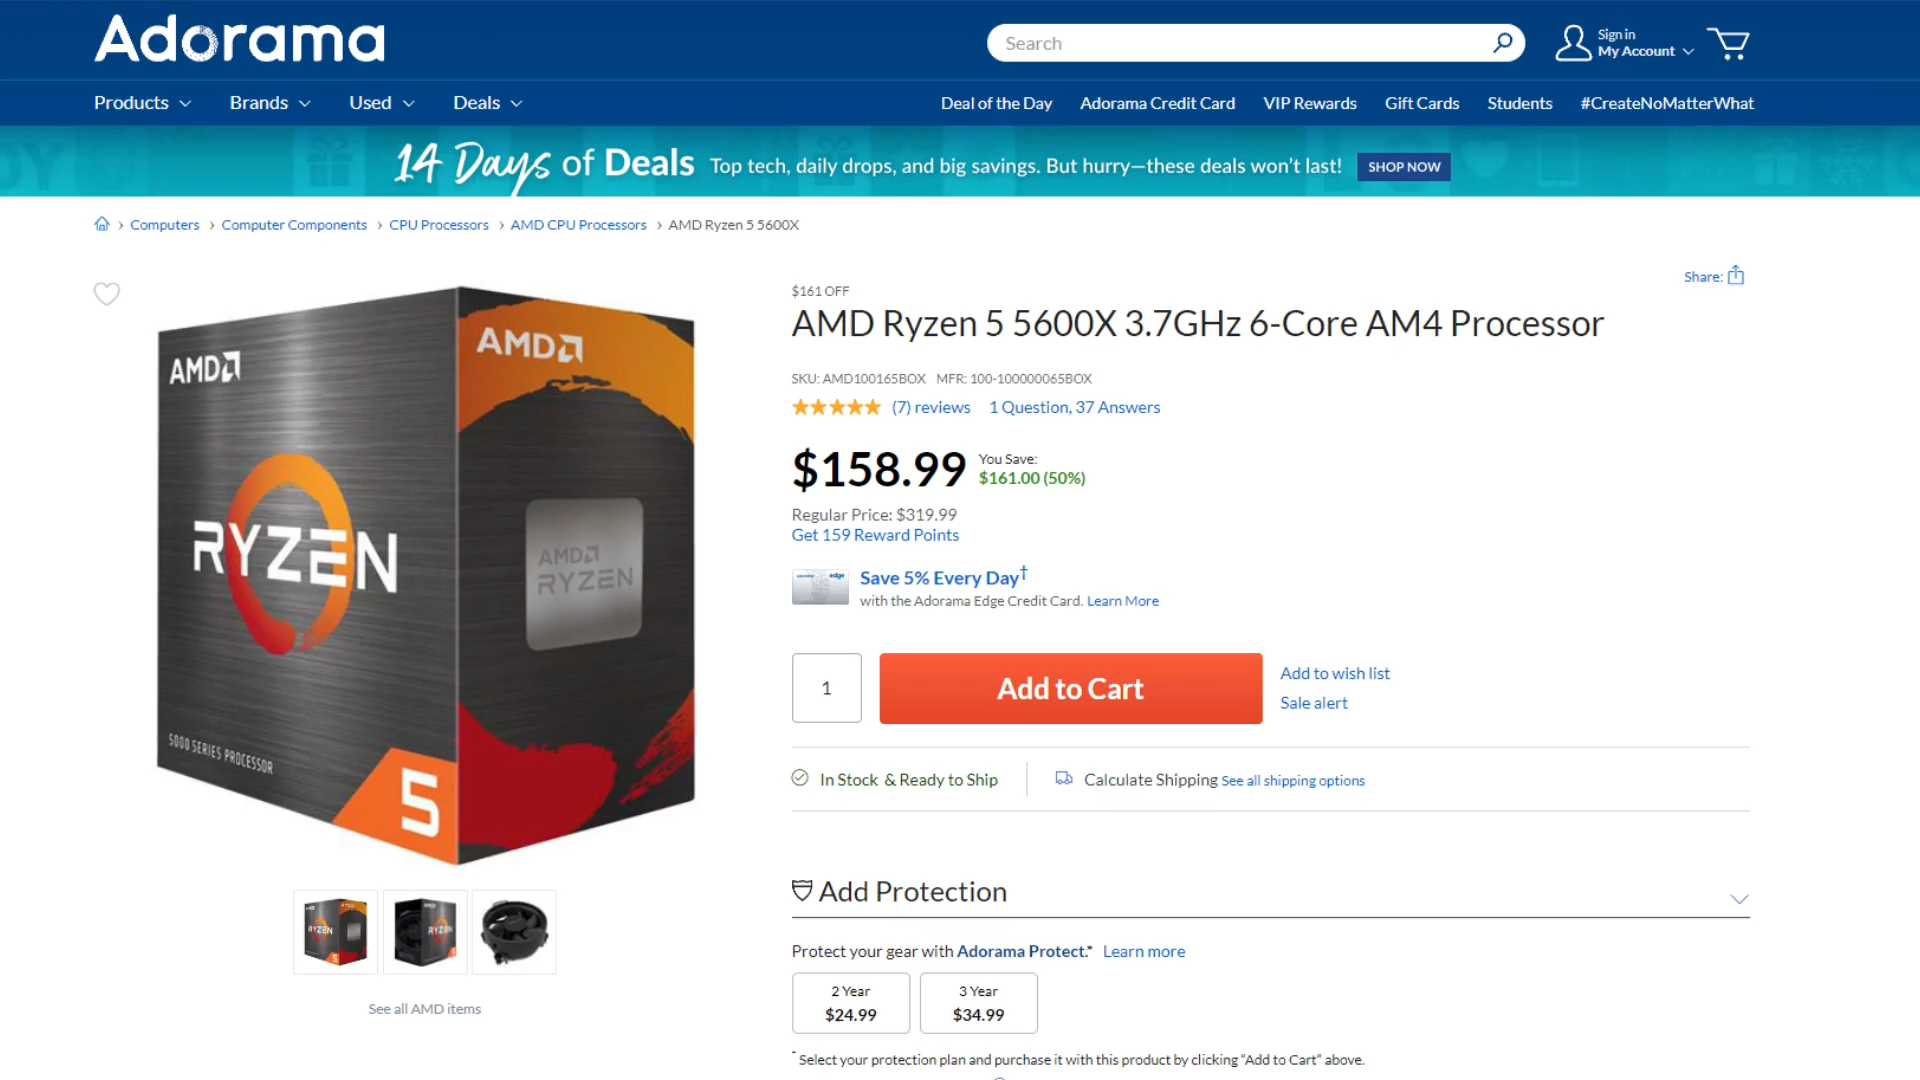 Adorama
Search
Sign in
My Account
Products
Brands
Used
Deals
Deal of the Day
Adorama Credit Card
VIP Rewards
Gift Cards
Students
#CreateNoMatterWhat
14 Days of Deals Top tech, daily drops, and big savings. But hurry—these deals won't last! SHOP NOW
> Computers > Computer Components > CPU Processors > AMD CPU Processors > AMD Ryzen 5 5600X
Share:
AMD
RYZEN
5000 SERIES PROCESSOR
5
AMD
AMD
RYZEN
See all AMD items
$161 OFF
AMD Ryzen 5 5600X 3.7GHz 6-Core AM4 Processor
SKU: AMD100165BOX MFR: 100-100000065BOX
(7) reviews 1 Question, 37 Answers
$158.99
You Save:
$161.00 (50%)
Regular Price: $319.99
Get 159 Reward Points
Save 5% Every Day†
with the Adorama Edge Credit Card. Learn More
1
Add to Cart
Add to wish list
Sale alert
In Stock & Ready to Ship
Calculate Shipping See all shipping options
Add Protection
Protect your gear with Adorama Protect.* Learn more
2 Year
$24.99
3 Year
$34.99
* Select your protection plan and purchase it with this product by clicking “Add to Cart” above.